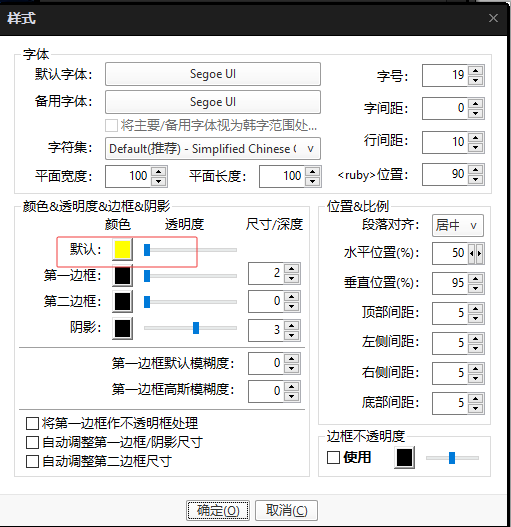 样式
字体
默认字体: Segoe UI 字号: 19
备用字体: Segoe UI 字间距: 0
将主要/备用字体视为韩字范围处...
字符集: Default(推荐) - Simplified Chinese 行间距: 10
平面宽度: 100 平面长度: 100 <ruby>位置: 90
颜色&透明度&边框&阴影
颜色 透明度 尺寸/深度
默认:
第一边框: 2
第二边框: 0
阴影: 3
第一边框默认模糊度: 0
第一边框高斯模糊度: 0
将第一边框作不透明框处理
自动调整第一边框/阴影尺寸
自动调整第二边框尺寸
位置&比例
段落对齐: 居中
水平位置(%): 50
垂直位置(%): 95
顶部间距: 5
左侧间距: 5
右侧间距: 5
底部间距: 5
边框不透明度
使用
确定(O) 取消(C)